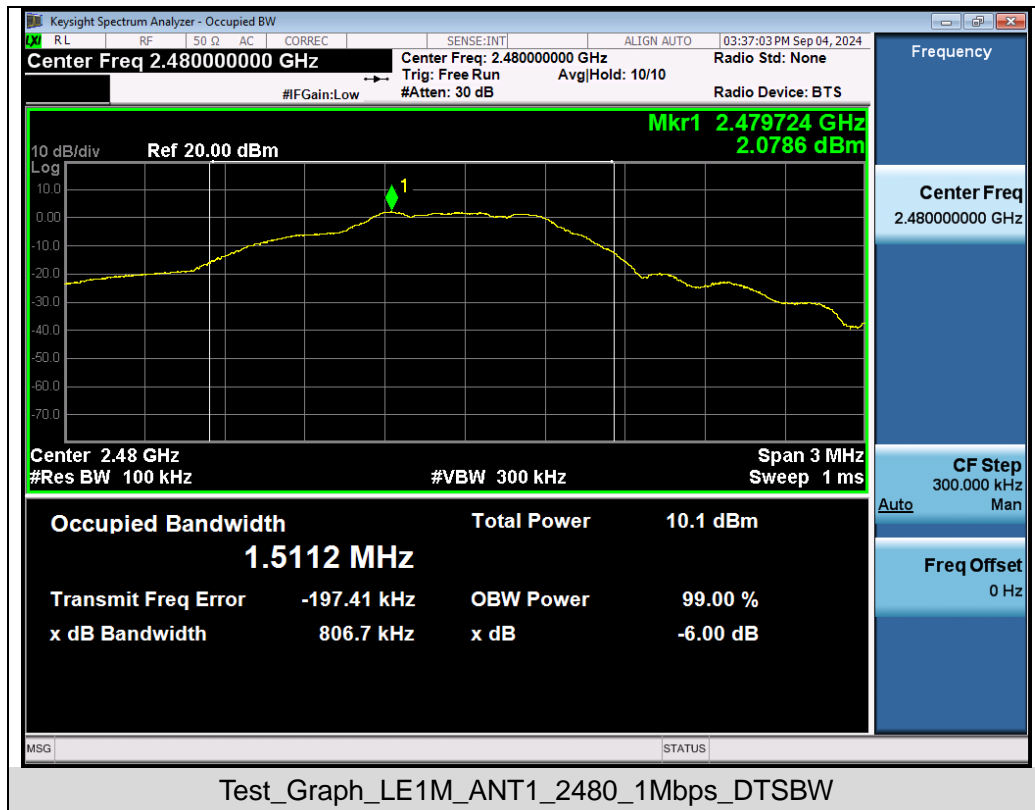 Keysight Spectrum Analyzer - Occupied BW
LXI RL RF 50 Ω AC CORREC SENSE:INT ALIGN AUTO 03:37:03 PM Sep 04, 2024
Center Freq 2.480000000 GHz
Center Freq: 2.480000000 GHz Radio Std: None
Trig: Free Run Avg|Hold: 10/10
#IFGain:Low #Atten: 30 dB Radio Device: BTS
Mkr1 2.479724 GHz
2.0786 dBm
10 dB/div Ref 20.00 dBm
Log
10.0
1
0.00
-10.0
-20.0
-30.0
-40.0
-50.0
-60.0
-70.0
Center 2.48 GHz Span 3 MHz
#Res BW 100 kHz #VBW 300 kHz Sweep 1 ms
Occupied Bandwidth Total Power 10.1 dBm
1.5112 MHz
Transmit Freq Error -197.41 kHz OBW Power 99.00 %
x dB Bandwidth 806.7 kHz x dB -6.00 dB
MSG STATUS
Frequency
Center Freq
2.480000000 GHz
CF Step
300.000 kHz
Auto Man
Freq Offset
0 Hz
Test_Graph_LE1M_ANT1_2480_1Mbps_DTSBW